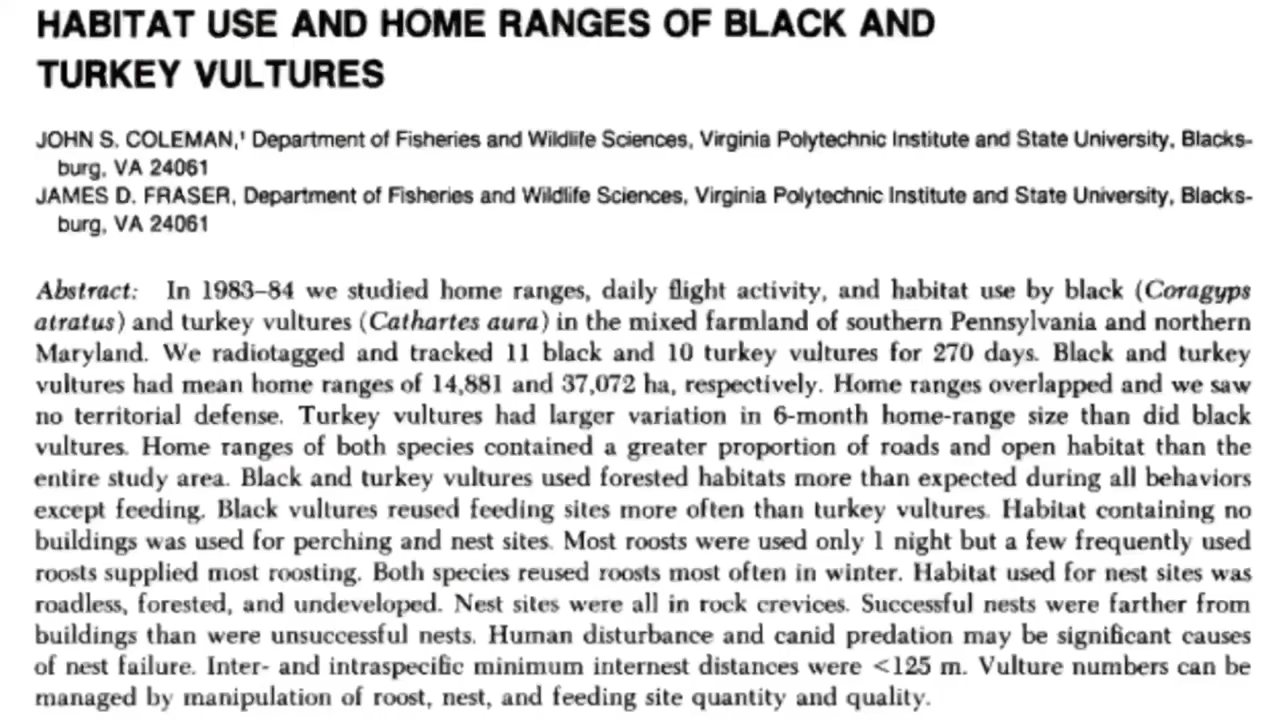 HABITAT USE AND HOME RANGES OF BLACK AND
TURKEY VULTURES
JOHN S. COLEMAN,¹ Department of Fisheries and Wildlife Sciences, Virginia Polytechnic Institute and State University, Blacks-
burg, VA 24061
JAMES D. FRASER, Department of Fisheries and Wildlife Sciences, Virginia Polytechnic Institute and State University, Blacks-
burg, VA 24061
Abstract: In 1983–84 we studied home ranges, daily flight activity, and habitat use by black (Coragyps
atratus) and turkey vultures (Cathartes aura) in the mixed farmland of southern Pennsylvania and northern
Maryland. We radiotagged and tracked 11 black and 10 turkey vultures for 270 days. Black and turkey
vultures had mean home ranges of 14,881 and 37,072 ha, respectively. Home ranges overlapped and we saw
no territorial defense. Turkey vultures had larger variation in 6-month home-range size than did black
vultures. Home ranges of both species contained a greater proportion of roads and open habitat than the
entire study area. Black and turkey vultures used forested habitats more than expected during all behaviors
except feeding. Black vultures reused feeding sites more often than turkey vultures. Habitat containing no
buildings was used for perching and nest sites. Most roosts were used only 1 night but a few frequently used
roosts supplied most roosting. Both species reused roosts most often in winter. Habitat used for nest sites was
roadless, forested, and undeveloped. Nest sites were all in rock crevices. Successful nests were farther from
buildings than were unsuccessful nests. Human disturbance and canid predation may be significant causes
of nest failure. Inter- and intraspecific minimum internest distances were <125 m. Vulture numbers can be
managed by manipulation of roost, nest, and feeding site quantity and quality.